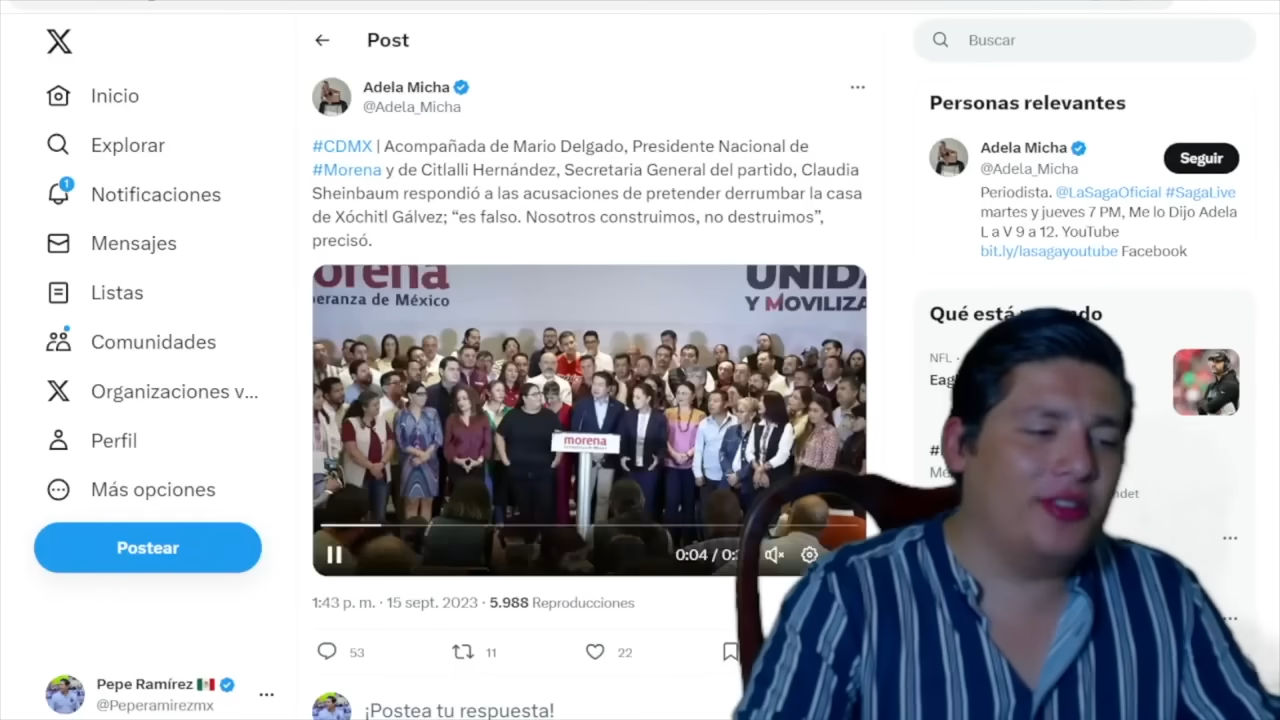 Inicio
Explorar
1
Notificaciones
Mensajes
Listas
Comunidades
Organizaciones v...
Perfil
Más opciones
Postear
Pepe Ramírez
@Peperamirezmx
Post
Adela Micha
@Adela_Micha
#CDMX | Acompañada de Mario Delgado, Presidente Nacional de
#Morena y de Citlalli Hernández, Secretaria General del partido, Claudia
Sheinbaum respondió a las acusaciones de pretender derrumbar la casa
de Xóchitl Gálvez; “es falso. Nosotros construimos, no destruimos”,
precisó.
morena
UNIDA
Y MOVILIZA
peranza de México
morena
0:04 / 0:
1:43 p. m. · 15 sept. 2023 · 5.988 Reproducciones
53
11
22
¡Postea tu respuesta!
Buscar
Personas relevantes
Adela Micha
@Adela_Micha
Seguir
Periodista. @LaSagaOficial #SagaLive
martes y jueves 7 PM, Me lo Dijo Adela
L a V 9 a 12. YouTube
bit.ly/lasagayoutube Facebook
Qué está
NFL ·
Eag
#
Me